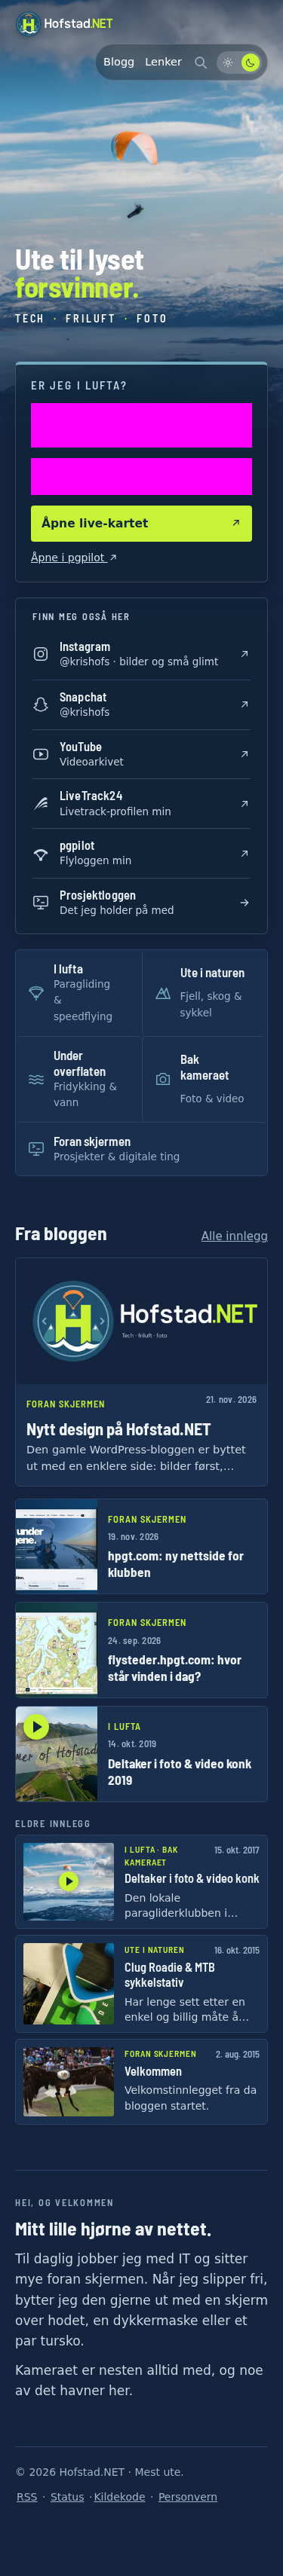 Hofstad.NET
Blogg Lenker
Ute til lyset
forsvinner.
TECH · FRILUFT · FOTO
ER JEG I LUFTA?
Åpne live-kartet ↗
Åpne i pgpilot ↗
FINN MEG OGSÅ HER
Instagram
@krishofs · bilder og små glimt ↗
Snapchat
@krishofs ↗
YouTube
Videoarkivet ↗
LiveTrack24
Livetrack-profilen min ↗
pgpilot
Flyloggen min ↗
Prosjektloggen
Det jeg holder på med →
I lufta
Paragliding
&
speedflying
Ute i naturen
Fjell, skog &
sykkel
Under
overflaten
Fridykking &
vann
Bak
kameraet
Foto & video
Foran skjermen
Prosjekter & digitale ting
Fra bloggen
Alle innlegg
Hofstad.NET
Tech · friluft · foto
FORAN SKJERMEN
21. nov. 2026
Nytt design på Hofstad.NET
Den gamle WordPress-bloggen er byttet
ut med en enklere side: bilder først,...
FORAN SKJERMEN
19. nov. 2026
hpgt.com: ny nettside for
klubben
FORAN SKJERMEN
24. sep. 2026
flysteder.hpgt.com: hvor
står vinden i dag?
I LUFTA
14. okt. 2019
Deltaker i foto & video konk
2019
ELDRE INNLEGG
I LUFTA · BAK
KAMERAET
15. okt. 2017
Deltaker i foto & video konk
Den lokale
paragliderklubben i...
UTE I NATUREN
16. okt. 2015
Clug Roadie & MTB
sykkelstativ
Har lenge sett etter en
enkel og billig måte å...
FORAN SKJERMEN
2. aug. 2015
Velkommen
Velkomstinnlegget fra da
bloggen startet.
HEI, OG VELKOMMEN
Mitt lille hjørne av nettet.
Til daglig jobber jeg med IT og sitter
mye foran skjermen. Når jeg slipper fri,
bytter jeg den gjerne ut med en skjerm
over hodet, en dykkermaske eller et
par tursko.
Kameraet er nesten alltid med, og noe
av det havner her.
© 2026 Hofstad.NET · Mest ute.
RSS · Status · Kildekode · Personvern